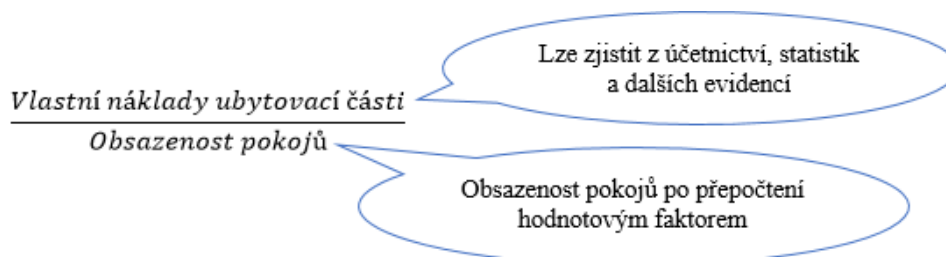 Lze zjistit z účetnictví, statistik
a dalších evidencí
Vlastní náklady ubytovací části
Obsazenost pokojů
Obsazenost pokojů po přepočtení
hodnotovým faktorem